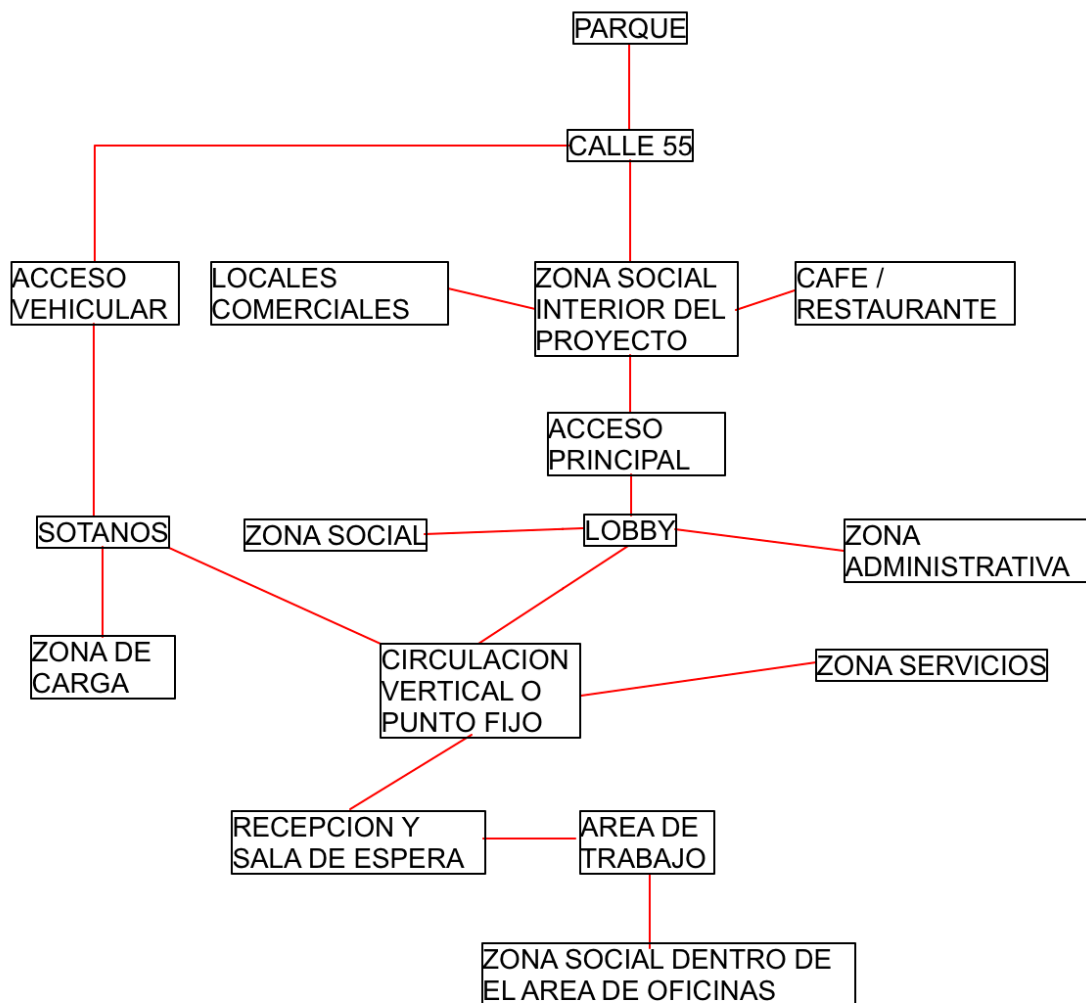 PARQUE
CALLE 55
ACCESO
VEHICULAR
LOCALES
COMERCIALES
ZONA SOCIAL
INTERIOR DEL
PROYECTO
CAFE /
RESTAURANTE
ACCESO
PRINCIPAL
SOTANOS
ZONA SOCIAL
LOBBY
ZONA
ADMINISTRATIVA
ZONA DE
CARGA
CIRCULACION
VERTICAL O
PUNTO FIJO
ZONA SERVICIOS
RECEPCION Y
SALA DE ESPERA
AREA DE
TRABAJO
ZONA SOCIAL DENTRO DE
EL AREA DE OFICINAS